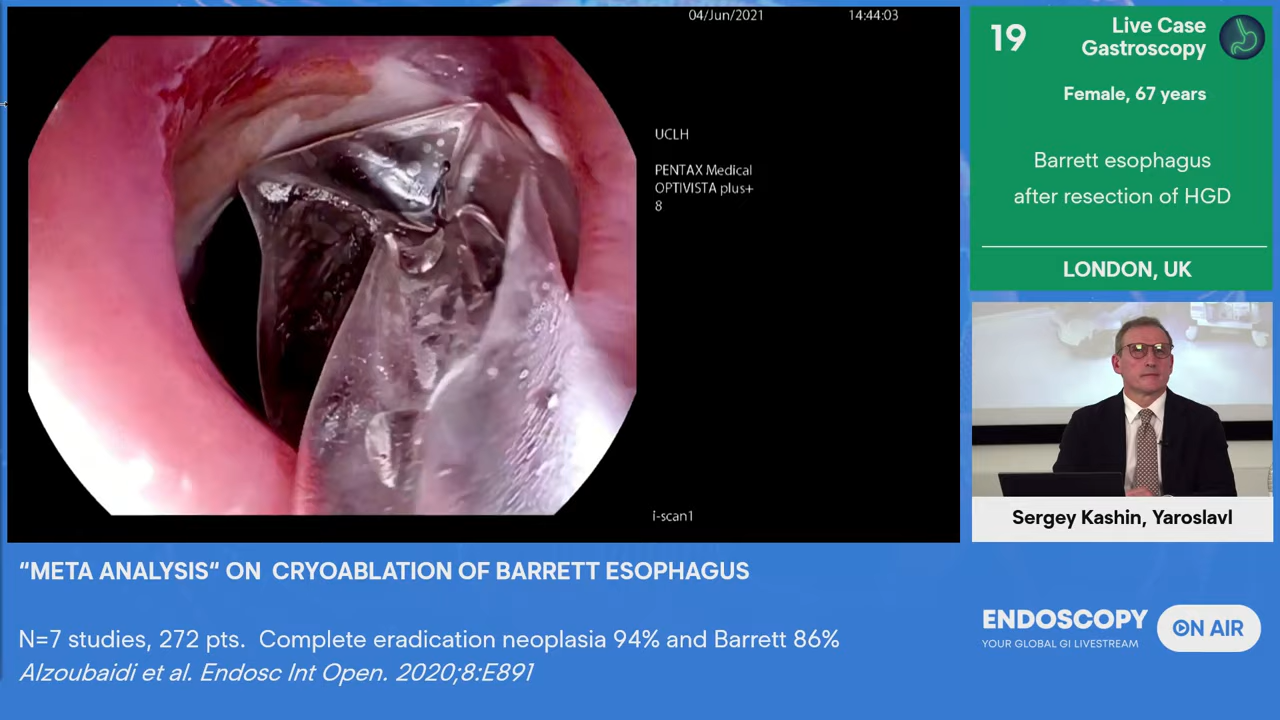 04/Jun/2021 14:44:03
UCLH
PENTAX Medical
OPTIVISTA plus+
8
i-scan1
19
Live Case
Gastroscopy
Female, 67 years
Barrett esophagus
after resection of HGD
LONDON, UK
Sergey Kashin, Yaroslavl
“META ANALYSIS“ ON CRYOABLATION OF BARRETT ESOPHAGUS
N=7 studies, 272 pts. Complete eradication neoplasia 94% and Barrett 86%
Alzoubaidi et al. Endosc Int Open. 2020;8:E891
ENDOSCOPY
YOUR GLOBAL GI LIVESTREAM
ON AIR